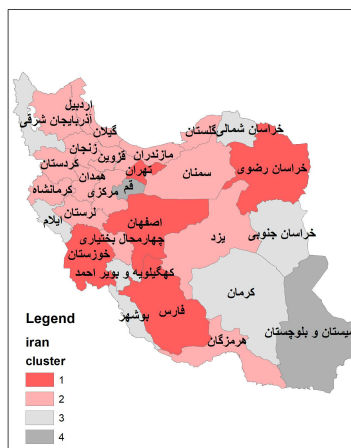 اردبیل
آذربایجان شرقی
گیلان
زنجان
کردستان
قزوین
مازندران
گلستان
خراسان شمالی
تهران
خراسان رضوی
سمنان
همدان
قم
مرکزی
کرمانشاه
لرستان
ایلام
اصفهان
یزد
خراسان جنوبی
چهارمحال بختیاری
خوزستان
کهگیلویه و بویر احمد
کرمان
فارس
بوشهر
سیستان و بلوچستان
هرمزگان
Legend
iran
cluster
1
2
3
4